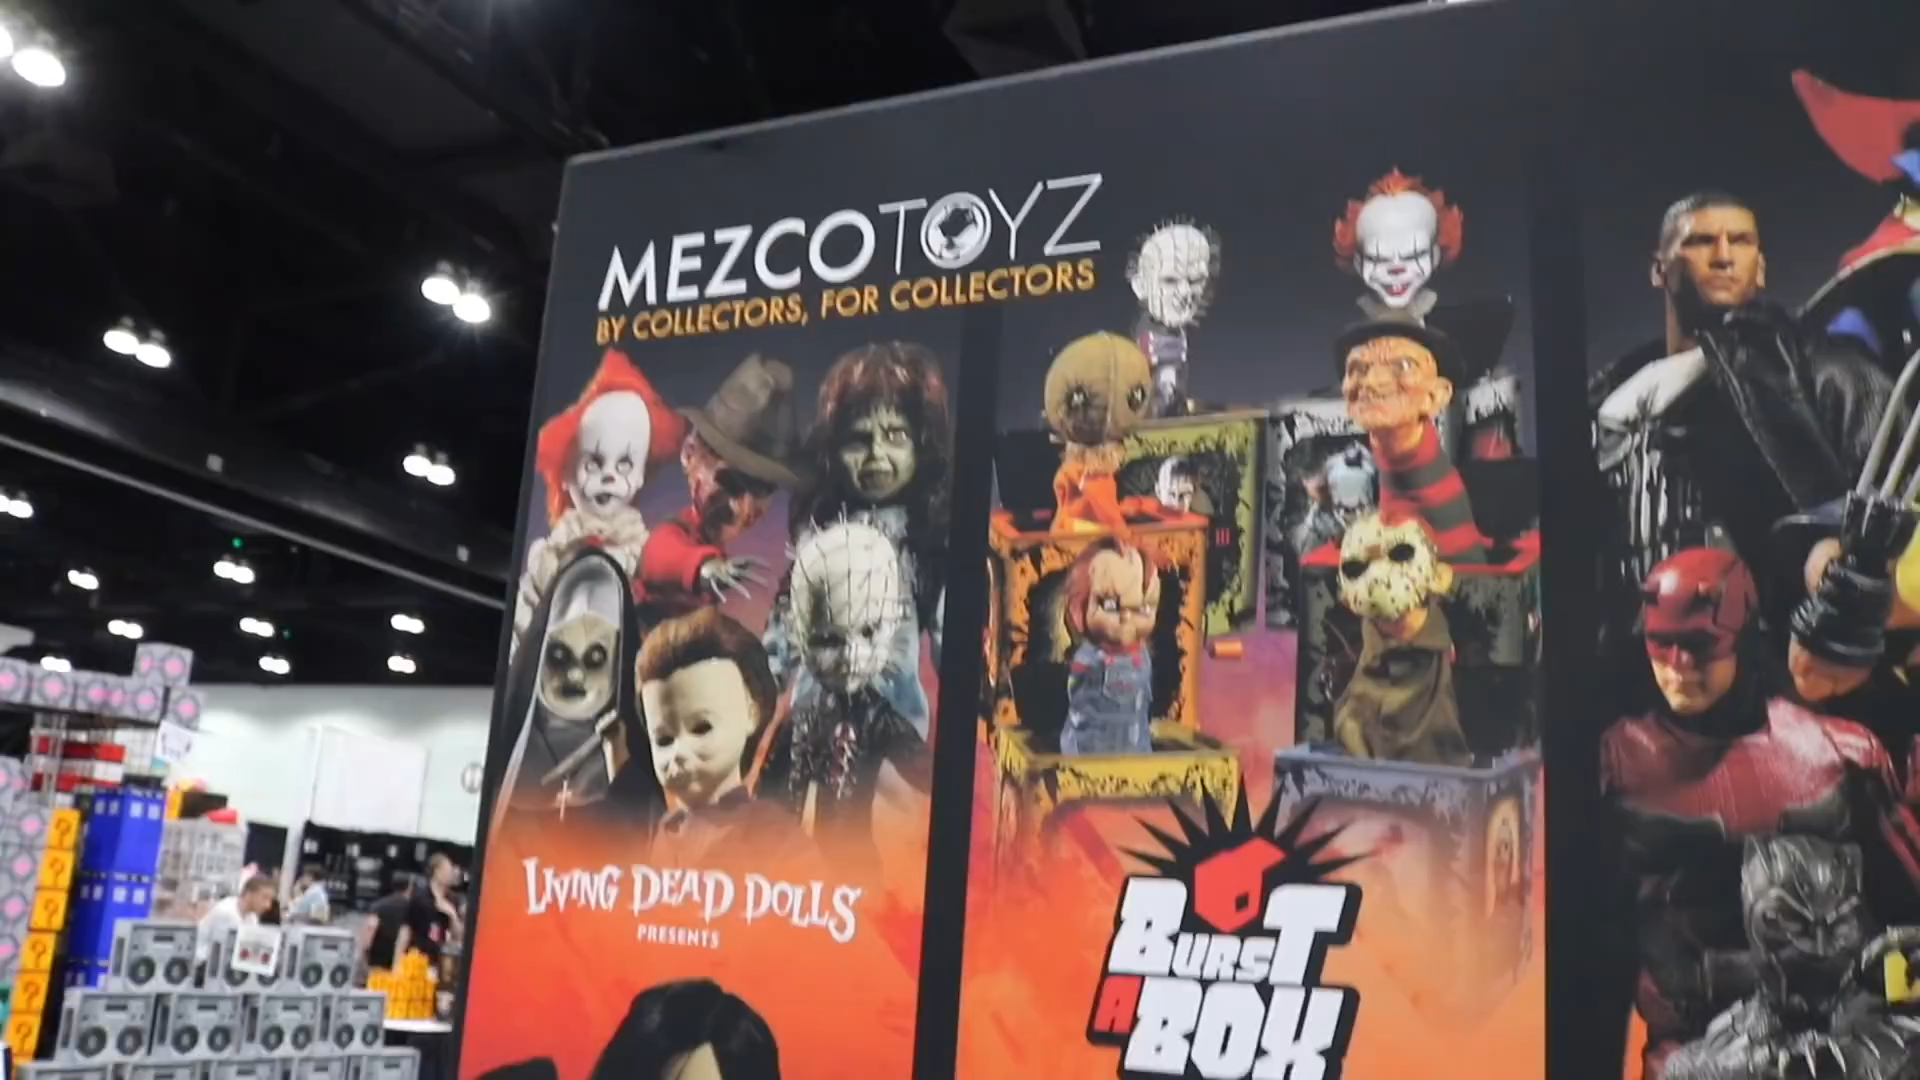 MEZCOTOYZ
BY COLLECTORS, FOR COLLECTORS
LIVING DEAD DOLLS
PRESENTS
BURST
A BOX
?
?
?
?
?